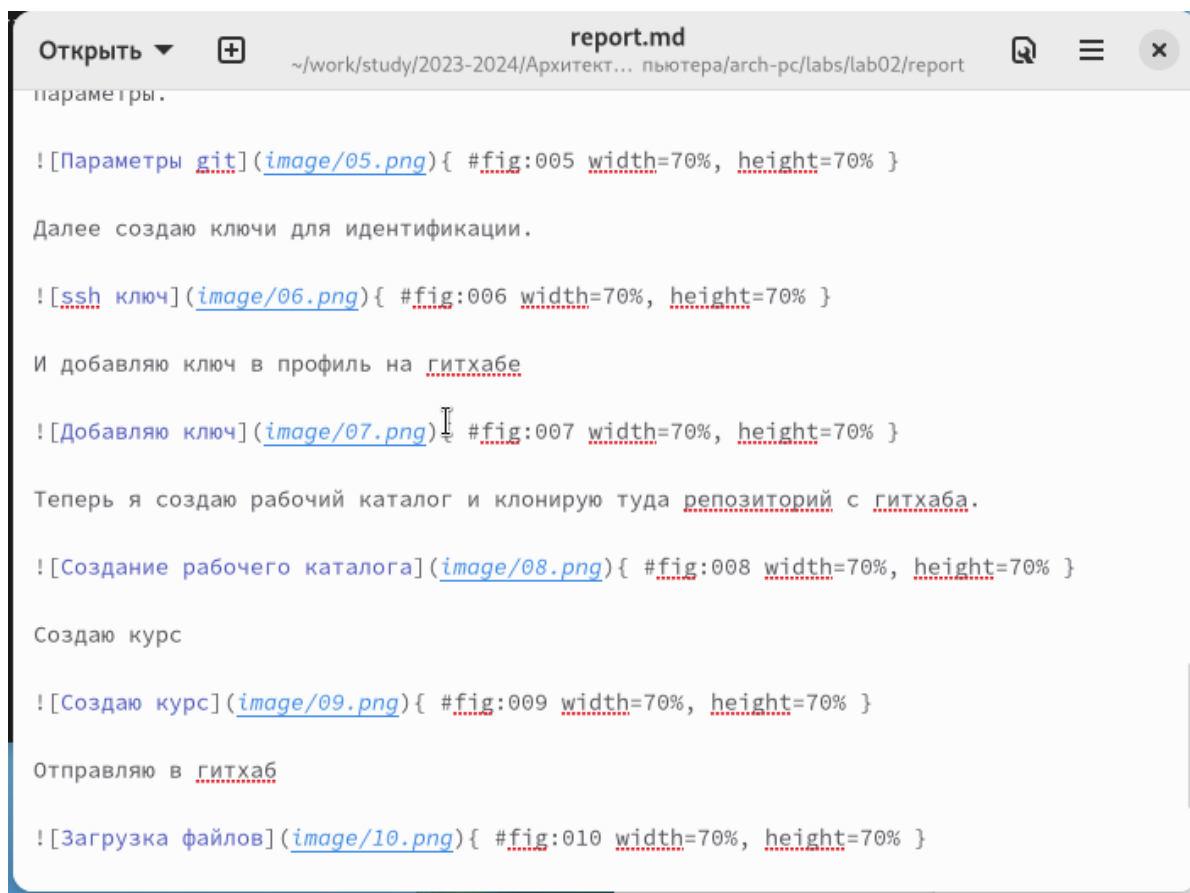 Открыть
report.md
~/work/study/2023-2024/Архитект… пьютера/arch-pc/labs/lab02/report
параметры.
![Параметры git](image/05.png){ #fig:005 width=70%, height=70% }
Далее создаю ключи для идентификации.
![ssh ключ](image/06.png){ #fig:006 width=70%, height=70% }
И добавляю ключ в профиль на гитхабе
![Добавляю ключ](image/07.png){ #fig:007 width=70%, height=70% }
Теперь я создаю рабочий каталог и клонирую туда репозиторий с гитхаба.
![Создание рабочего каталога](image/08.png){ #fig:008 width=70%, height=70% }
Создаю курс
![Создаю курс](image/09.png){ #fig:009 width=70%, height=70% }
Отправляю в гитхаб
![Загрузка файлов](image/10.png){ #fig:010 width=70%, height=70% }